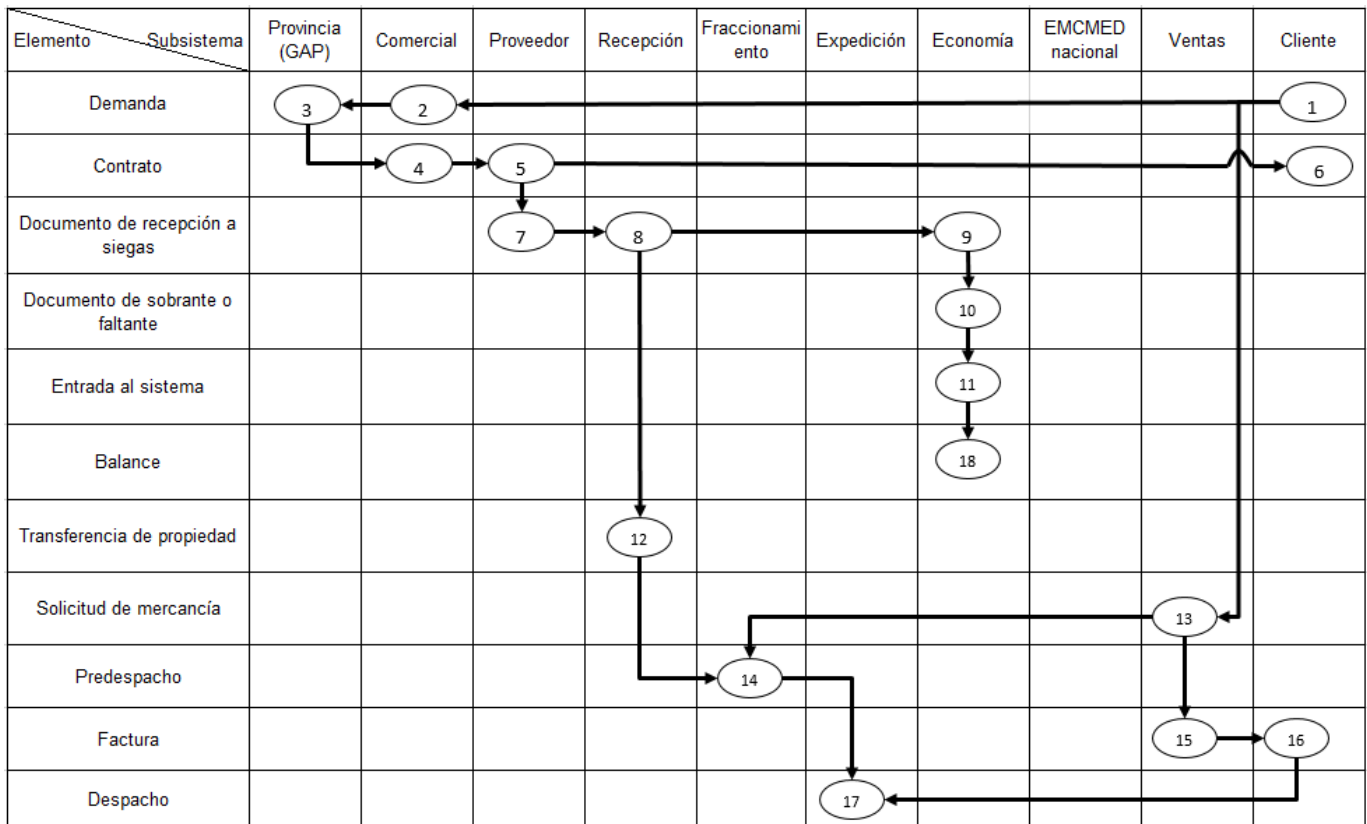 Elemento Subsistema Provincia (GAP) Comercial Proveedor Recepción Fraccionami ento Expedición Economía EMCMED nacional Ventas Cliente
Demanda 3 2 1
Contrato 4 5 6
Documento de recepción a
siegas 7 8 9
Documento de sobrante o
faltante 10
Entrada al sistema 11
Balance 18
Transferencia de propiedad 12
Solicitud de mercancía 13
Predespacho 14
Factura 15 16
Despacho 17